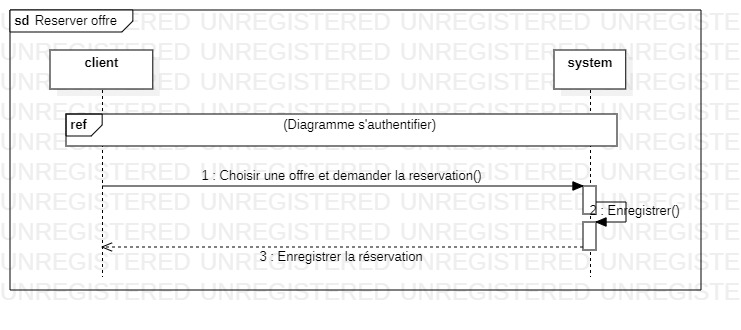 sd Reserver offre
client
system
ref
(Diagramme s'authentifier)
1 : Choisir une offre et demander la reservation()
2 : Enregistrer()
3 : Enregistrer la réservation
UNREGISTERED UNREGISTERED UNREGISTERED UNREGISTE
UNREGISTERED UNREGISTERED UNREGISTERED UNREGISTE
UNREGISTERED UNREGISTERED UNREGISTERED UNREGISTE
UNREGISTERED UNREGISTERED UNREGISTERED UNREGISTE
UNREGISTERED UNREGISTERED UNREGISTERED UNREGISTE
UNREGISTERED UNREGISTERED UNREGISTERED UNREGISTE
UNREGISTERED UNREGISTERED UNREGISTERED UNREGISTE
UNREGISTERED UNREGISTERED UNREGISTERED UNREGISTE
UNREGISTERED UNREGISTERED UNREGISTERED UNREGISTE
UNREGISTERED UNREGISTERED UNREGISTERED UNREGISTE